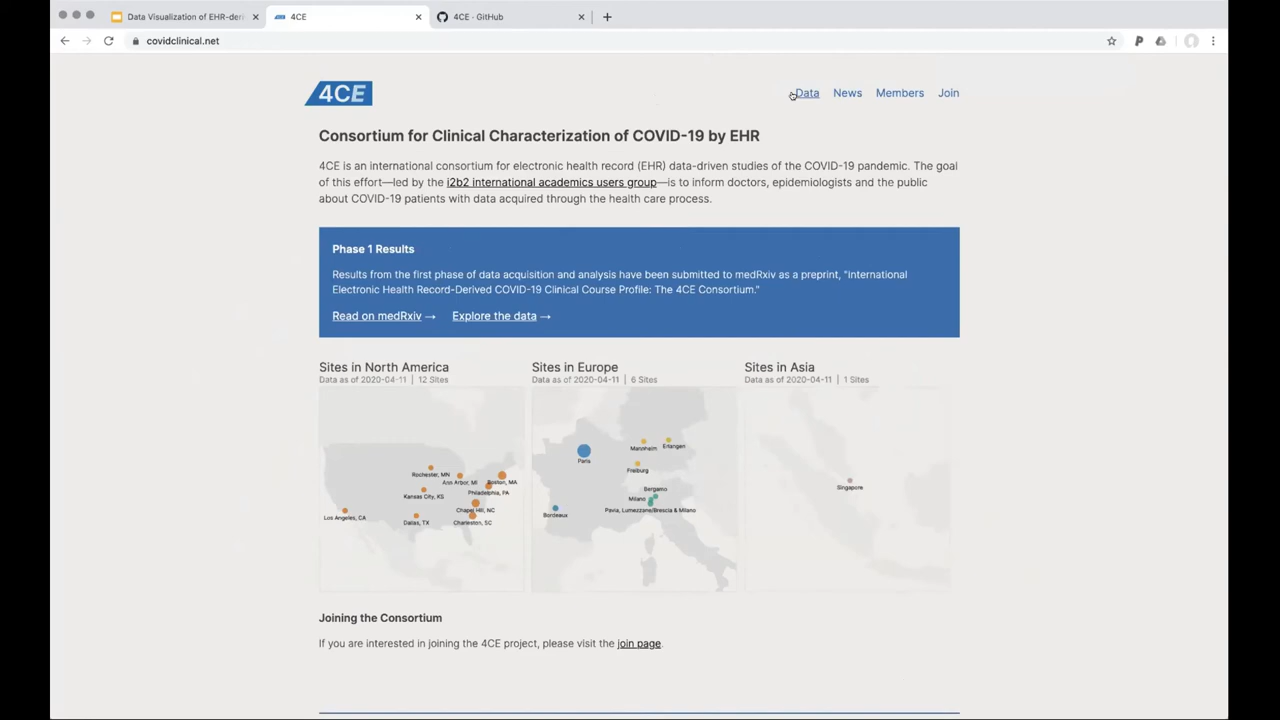 Data Visualization of EHR-deri
4CE
4CE · GitHub
covidclinical.net
4CE
Data
News
Members
Join
Consortium for Clinical Characterization of COVID-19 by EHR
4CE is an international consortium for electronic health record (EHR) data-driven studies of the COVID-19 pandemic. The goal
of this effort—led by the i2b2 international academics users group—is to inform doctors, epidemiologists and the public
about COVID-19 patients with data acquired through the health care process.
Phase 1 Results
Results from the first phase of data acquisition and analysis have been submitted to medRxiv as a preprint, "International
Electronic Health Record-Derived COVID-19 Clinical Course Profile: The 4CE Consortium."
Read on medRxiv → Explore the data →
Sites in North America
Data as of 2020-04-11 | 12 Sites
Rochester, MN
Ann Arbor, MI
Boston, MA
Kansas City, KS
Philadelphia, PA
Chapel Hill, NC
Los Angeles, CA
Dallas, TX
Charleston, SC
Sites in Europe
Data as of 2020-04-11 | 6 Sites
Paris
Mannheim
Erlangen
Freiburg
Bergamo
Milano
Bordeaux
Pavia, Lumezzane/Brescia & Milano
Sites in Asia
Data as of 2020-04-11 | 1 Sites
Singapore
Joining the Consortium
If you are interested in joining the 4CE project, please visit the join page.